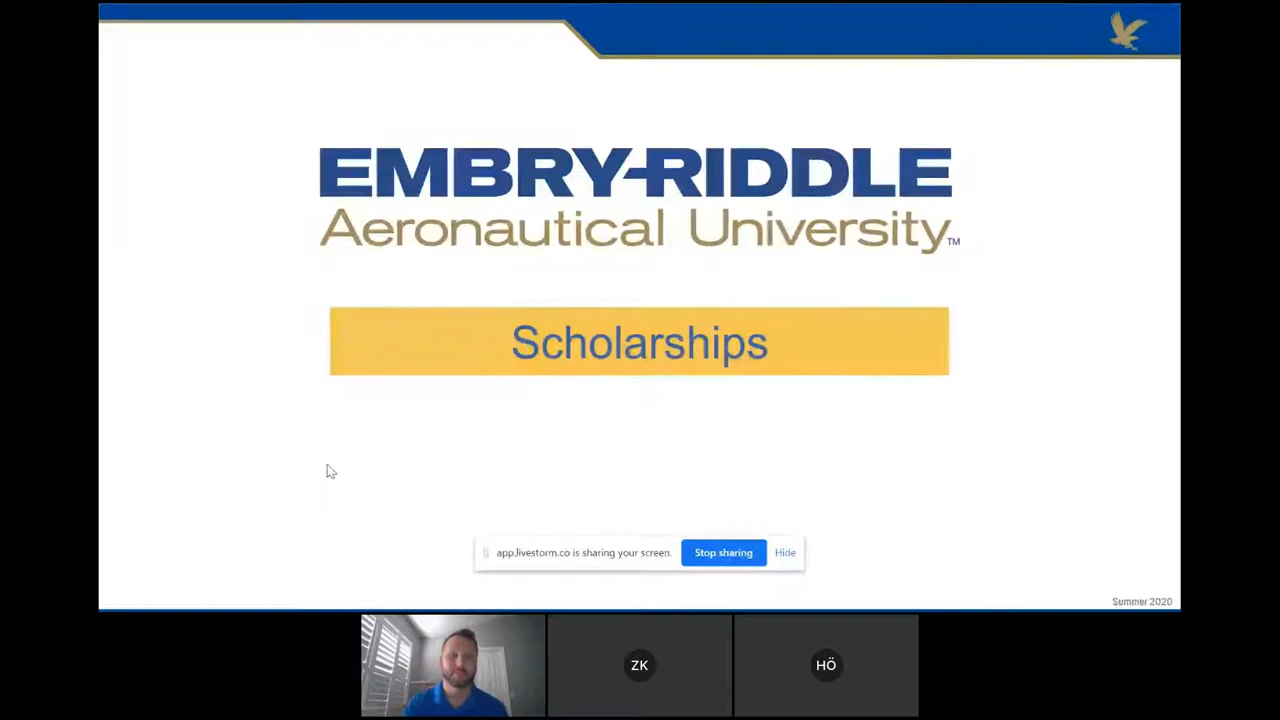 EMBRY-RIDDLE
Aeronautical University™
Scholarships
app.livestorm.co is sharing your screen. Stop sharing Hide
Summer 2020
ZK HÖ